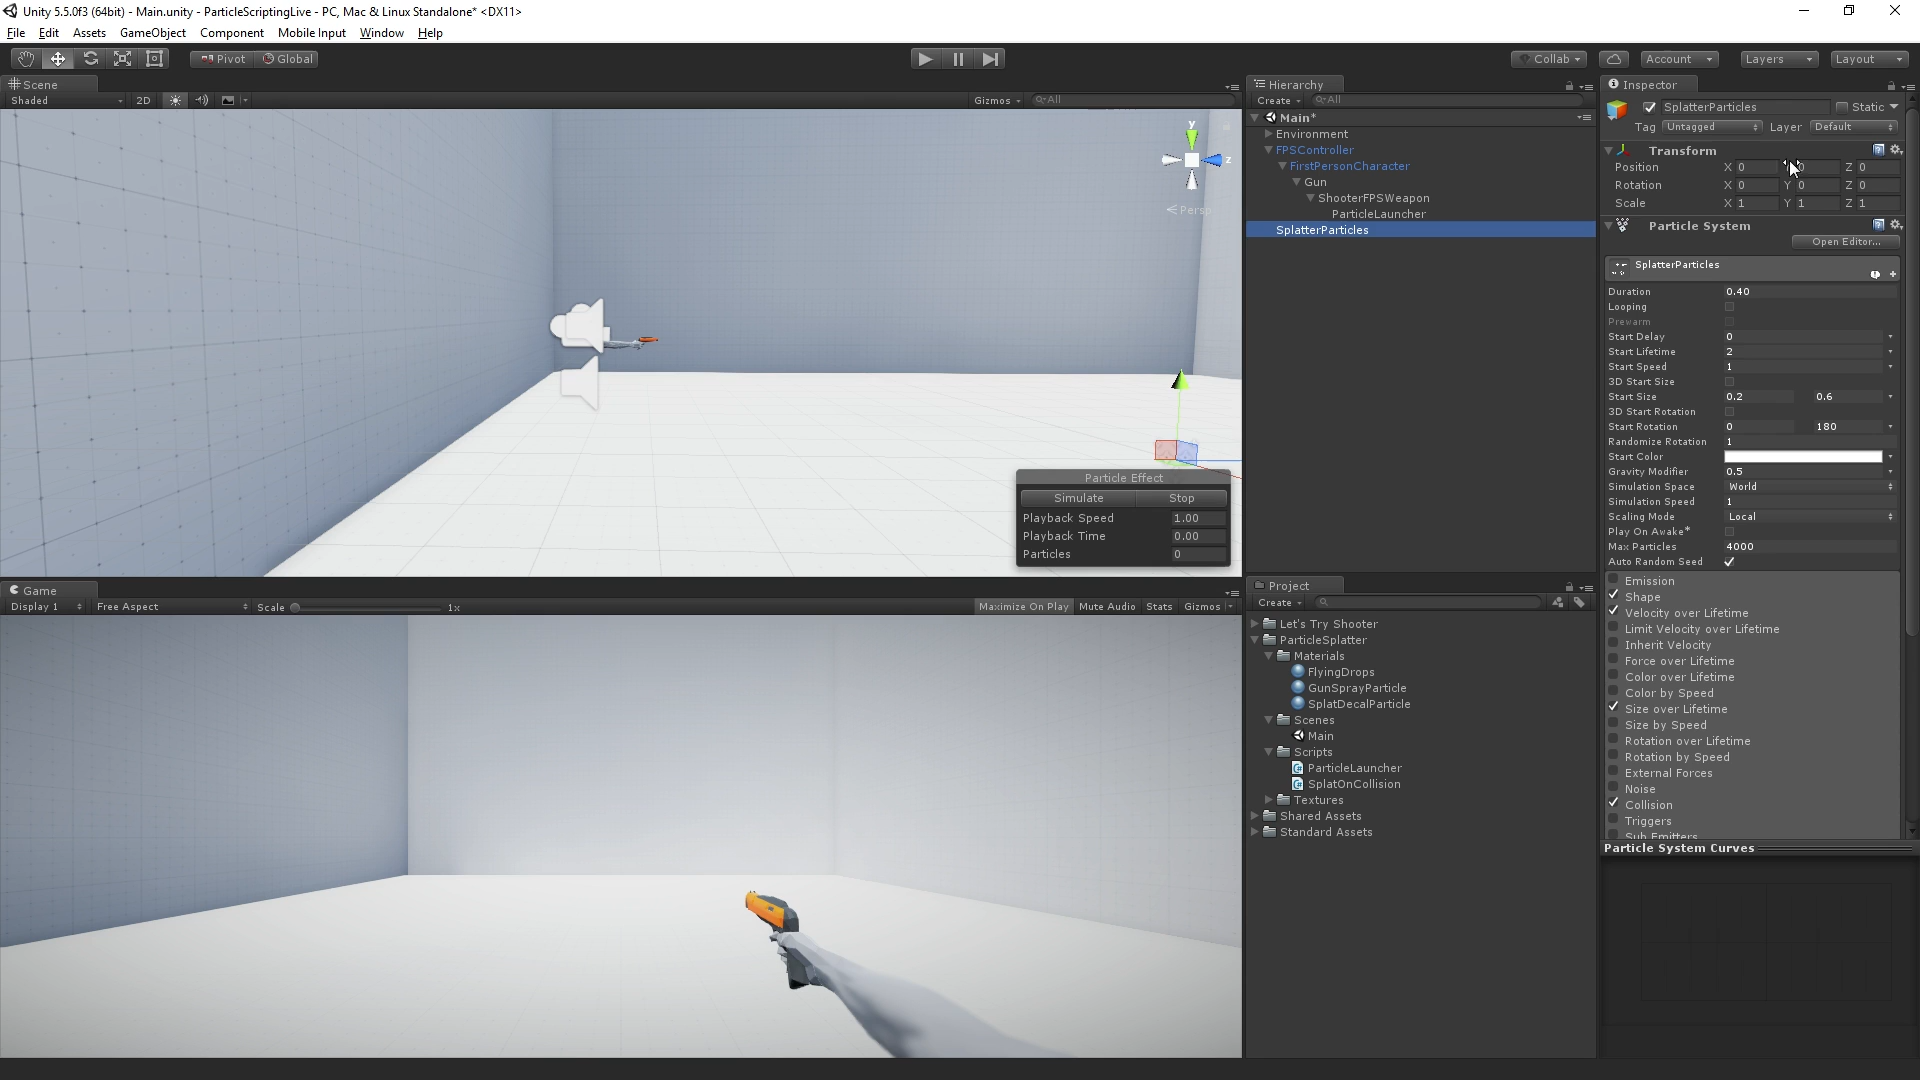 Unity 5.5.0f3 (64bit) - Main.unity - ParticleScriptingLive - PC, Mac & Linux Standalone* <DX11>
File Edit Assets GameObject Component Mobile Input Window Help
Pivot Global Collab Account Layers Layout
Scene
Shaded 2D Gizmos All
y
z
Persp
Particle Effect
Simulate Stop
Playback Speed 1.00
Playback Time 0.00
Particles 0
Game
Display 1 Free Aspect Scale 1x Maximize On Play Mute Audio Stats Gizmos
Hierarchy
Create All
Main*
Environment
FPSController
FirstPersonCharacter
Gun
ShooterFPSWeapon
ParticleLauncher
SplatterParticles
Project
Create
Let's Try Shooter
ParticleSplatter
Materials
FlyingDrops
GunSprayParticle
SplatDecalParticle
Scenes
Main
Scripts
ParticleLauncher
SplatOnCollision
Textures
Shared Assets
Standard Assets
Inspector
SplatterParticles Static
Tag Untagged Layer Default
Transform
Position X 0 Y 0 Z 0
Rotation X 0 Y 0 Z 0
Scale X 1 Y 1 Z 1
Particle System
Open Editor...
SplatterParticles
Duration 0.40
Looping
Prewarm
Start Delay 0
Start Lifetime 2
Start Speed 1
3D Start Size
Start Size 0.2 0.6
3D Start Rotation
Start Rotation 0 180
Randomize Rotation 1
Start Color
Gravity Modifier 0.5
Simulation Space World
Simulation Speed 1
Scaling Mode Local
Play On Awake*
Max Particles 4000
Auto Random Seed
Emission
Shape
Velocity over Lifetime
Limit Velocity over Lifetime
Inherit Velocity
Force over Lifetime
Color over Lifetime
Color by Speed
Size over Lifetime
Size by Speed
Rotation over Lifetime
Rotation by Speed
External Forces
Noise
Collision
Triggers
Sub Emitters
Particle System Curves